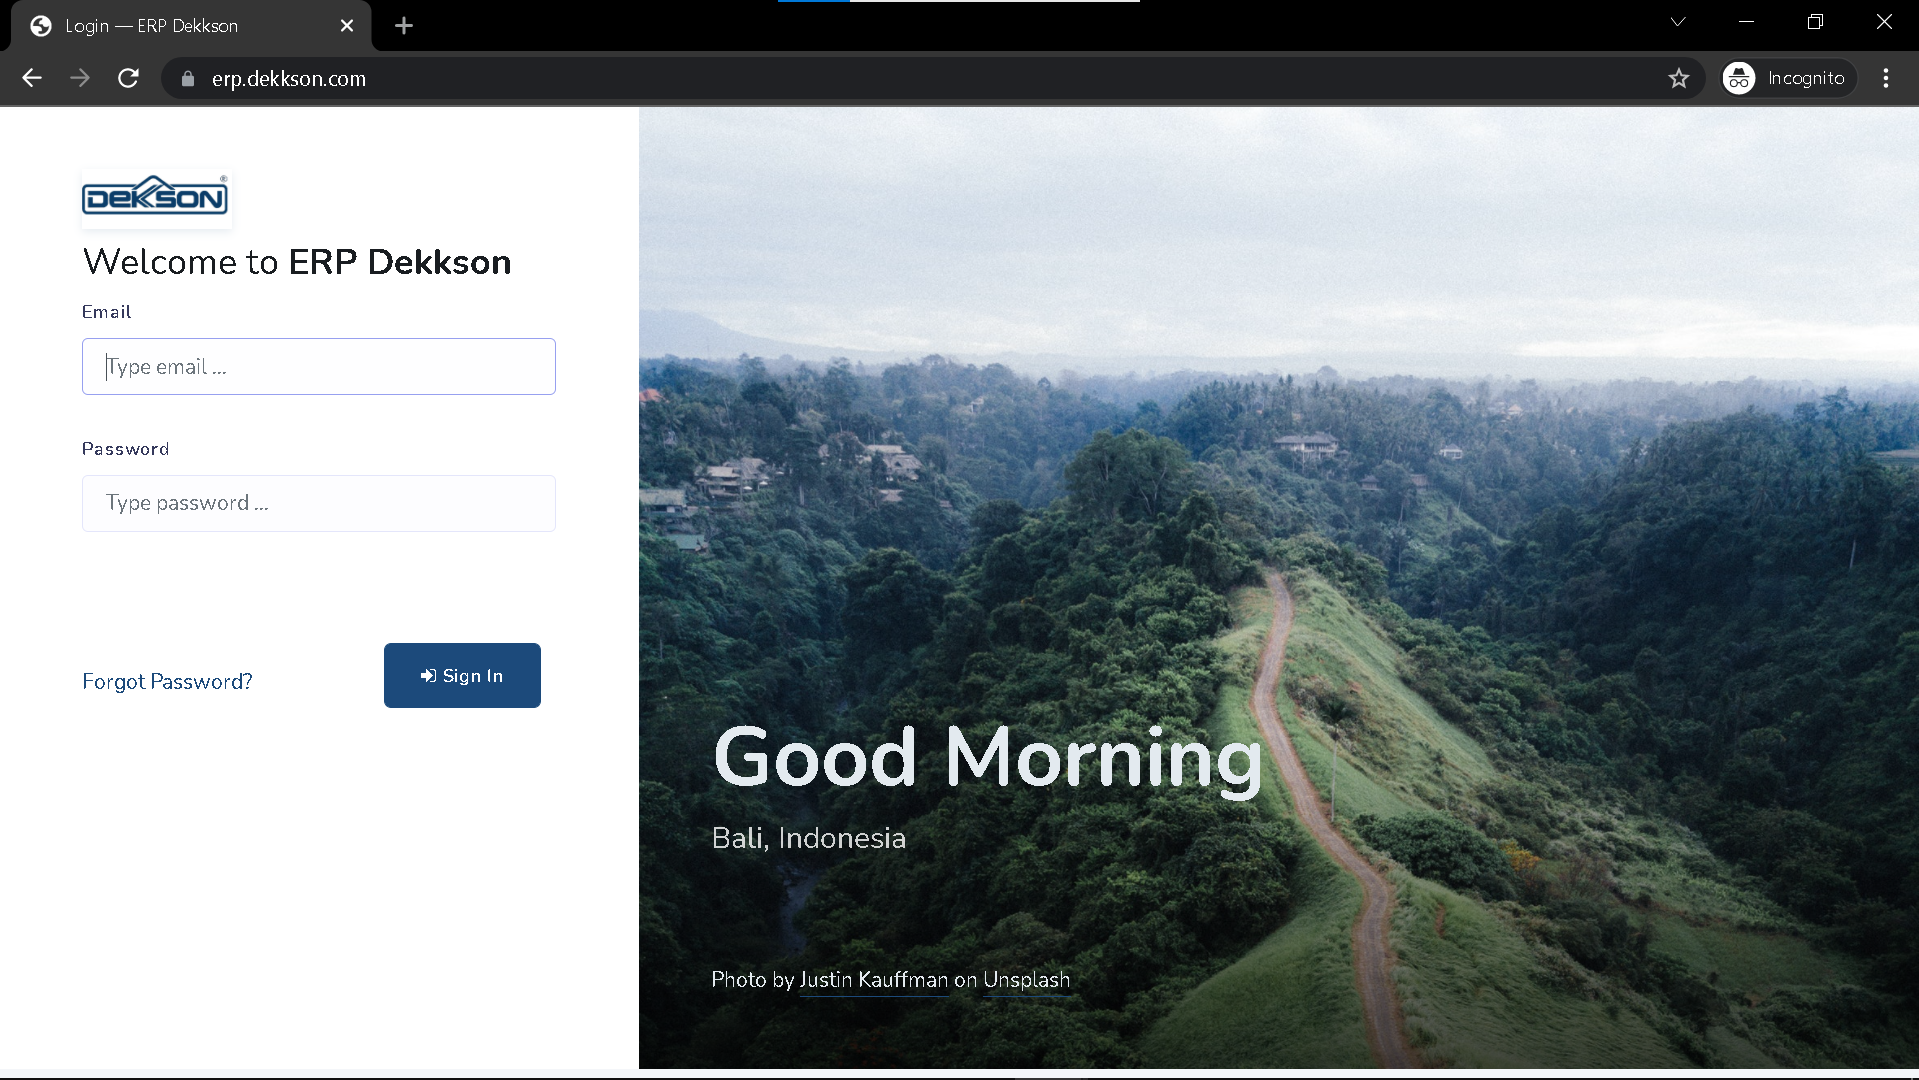 Login — ERP Dekkson
erp.dekkson.com
Incognito
DEKSON®
Welcome to ERP Dekkson
Email
Type email ...
Password
Type password ...
Forgot Password?
Sign In
Good Morning
Bali, Indonesia
Photo by Justin Kauffman on Unsplash